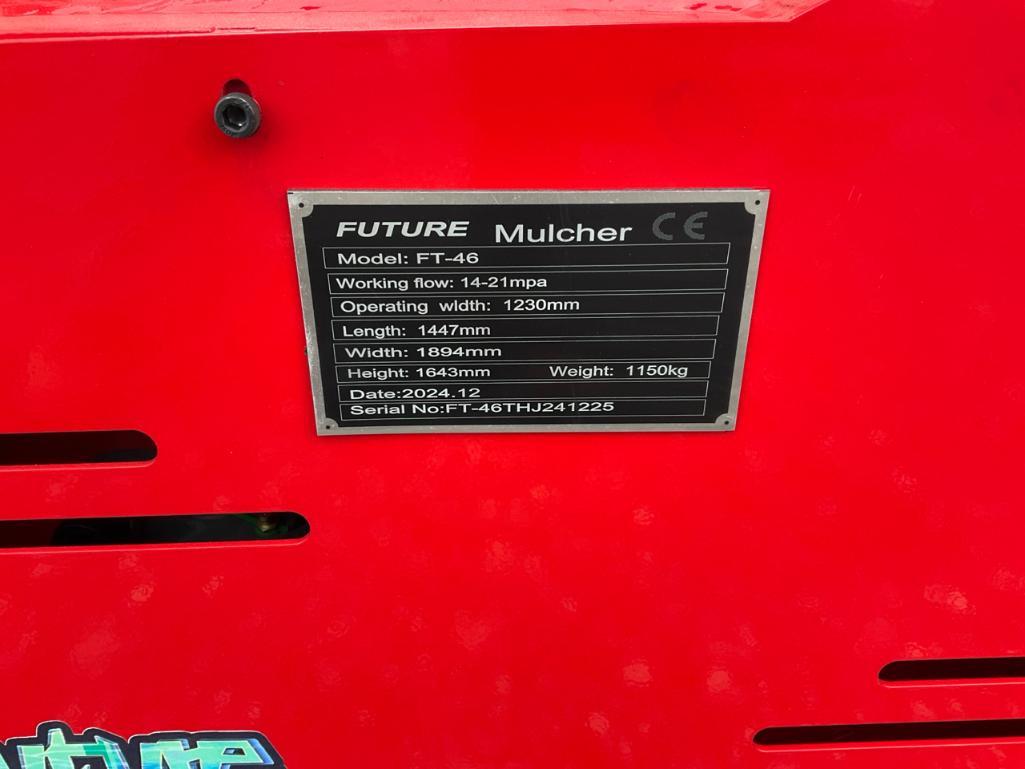 FUTURE Mulcher CE
Model: FT-46
Working flow: 14-21mpa
Operating wldth: 1230mm
Length: 1447mm
Width: 1894mm
Height: 1643mm Weight: 1150kg
Date:2024.12
Serial No:FT-46THJ241225